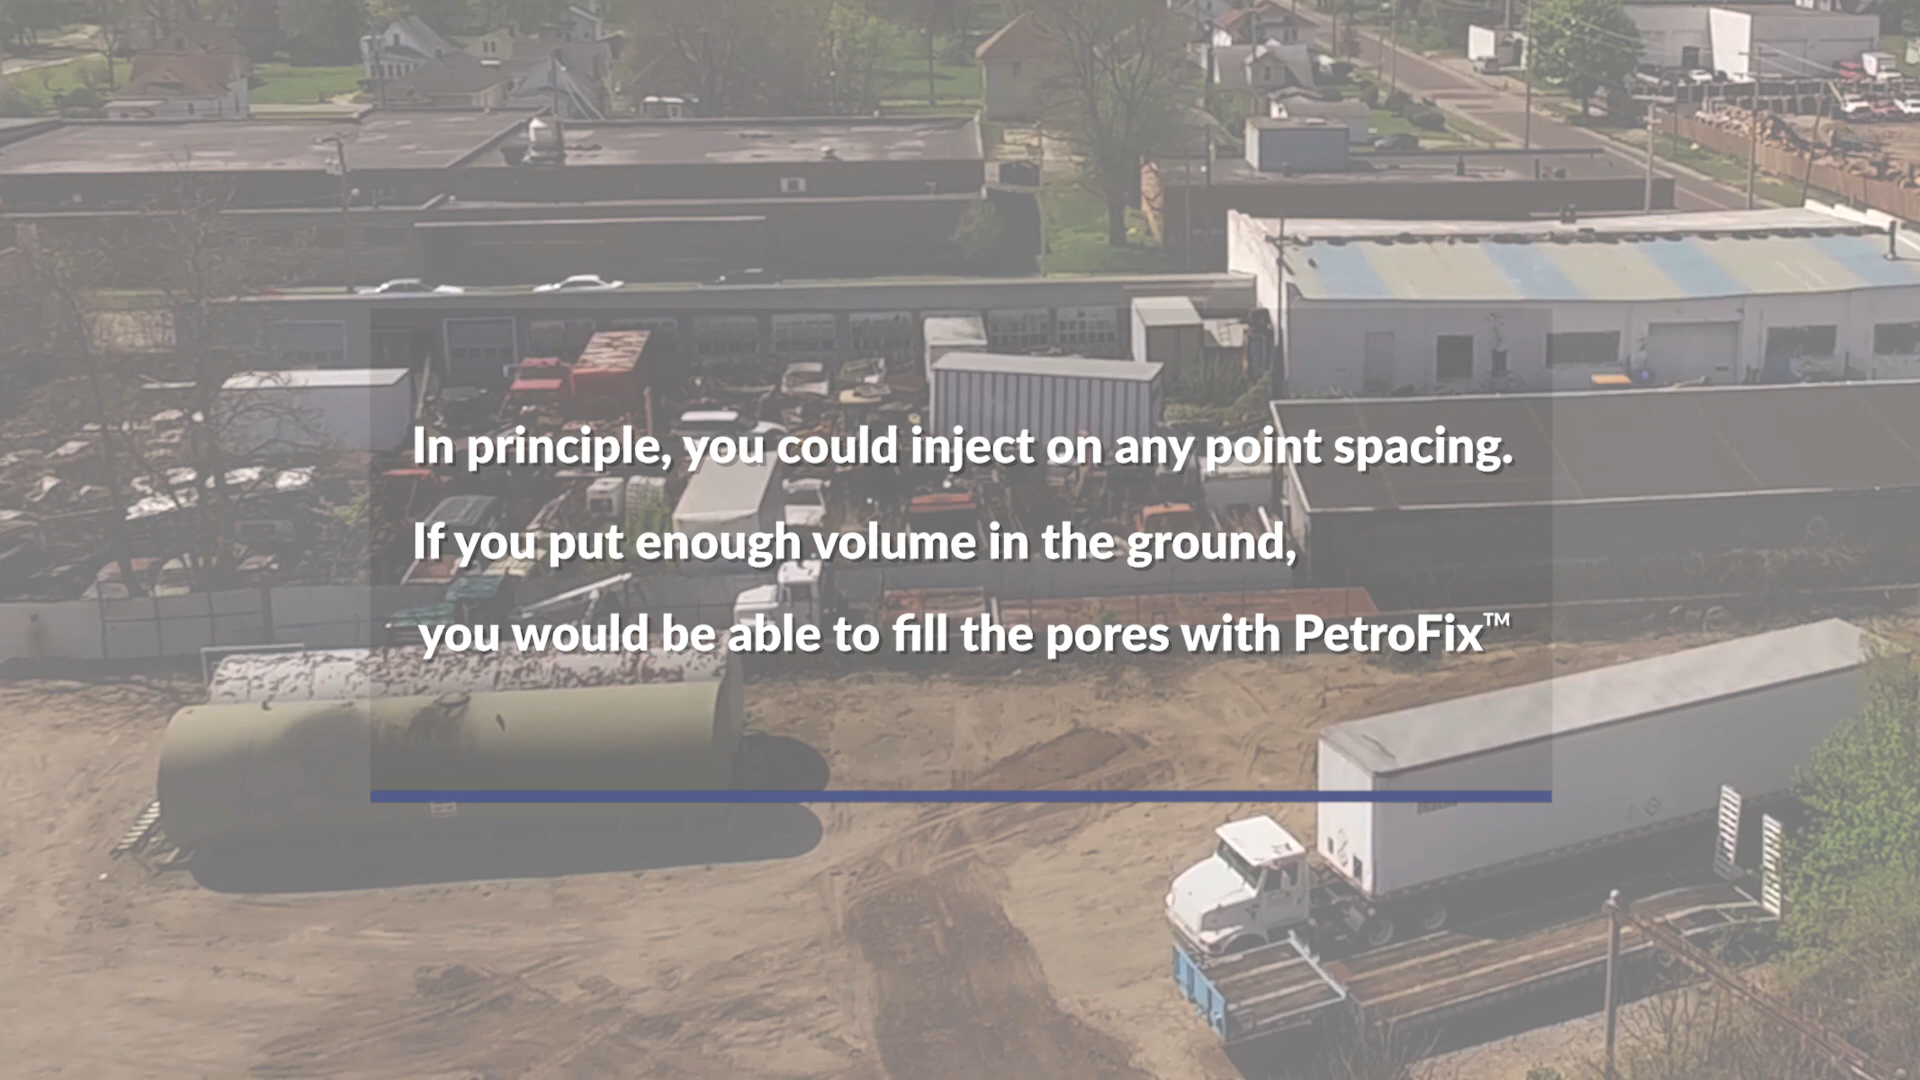 In principle, you could inject on any point spacing.
If you put enough volume in the ground,
you would be able to fill the pores with PetroFix™